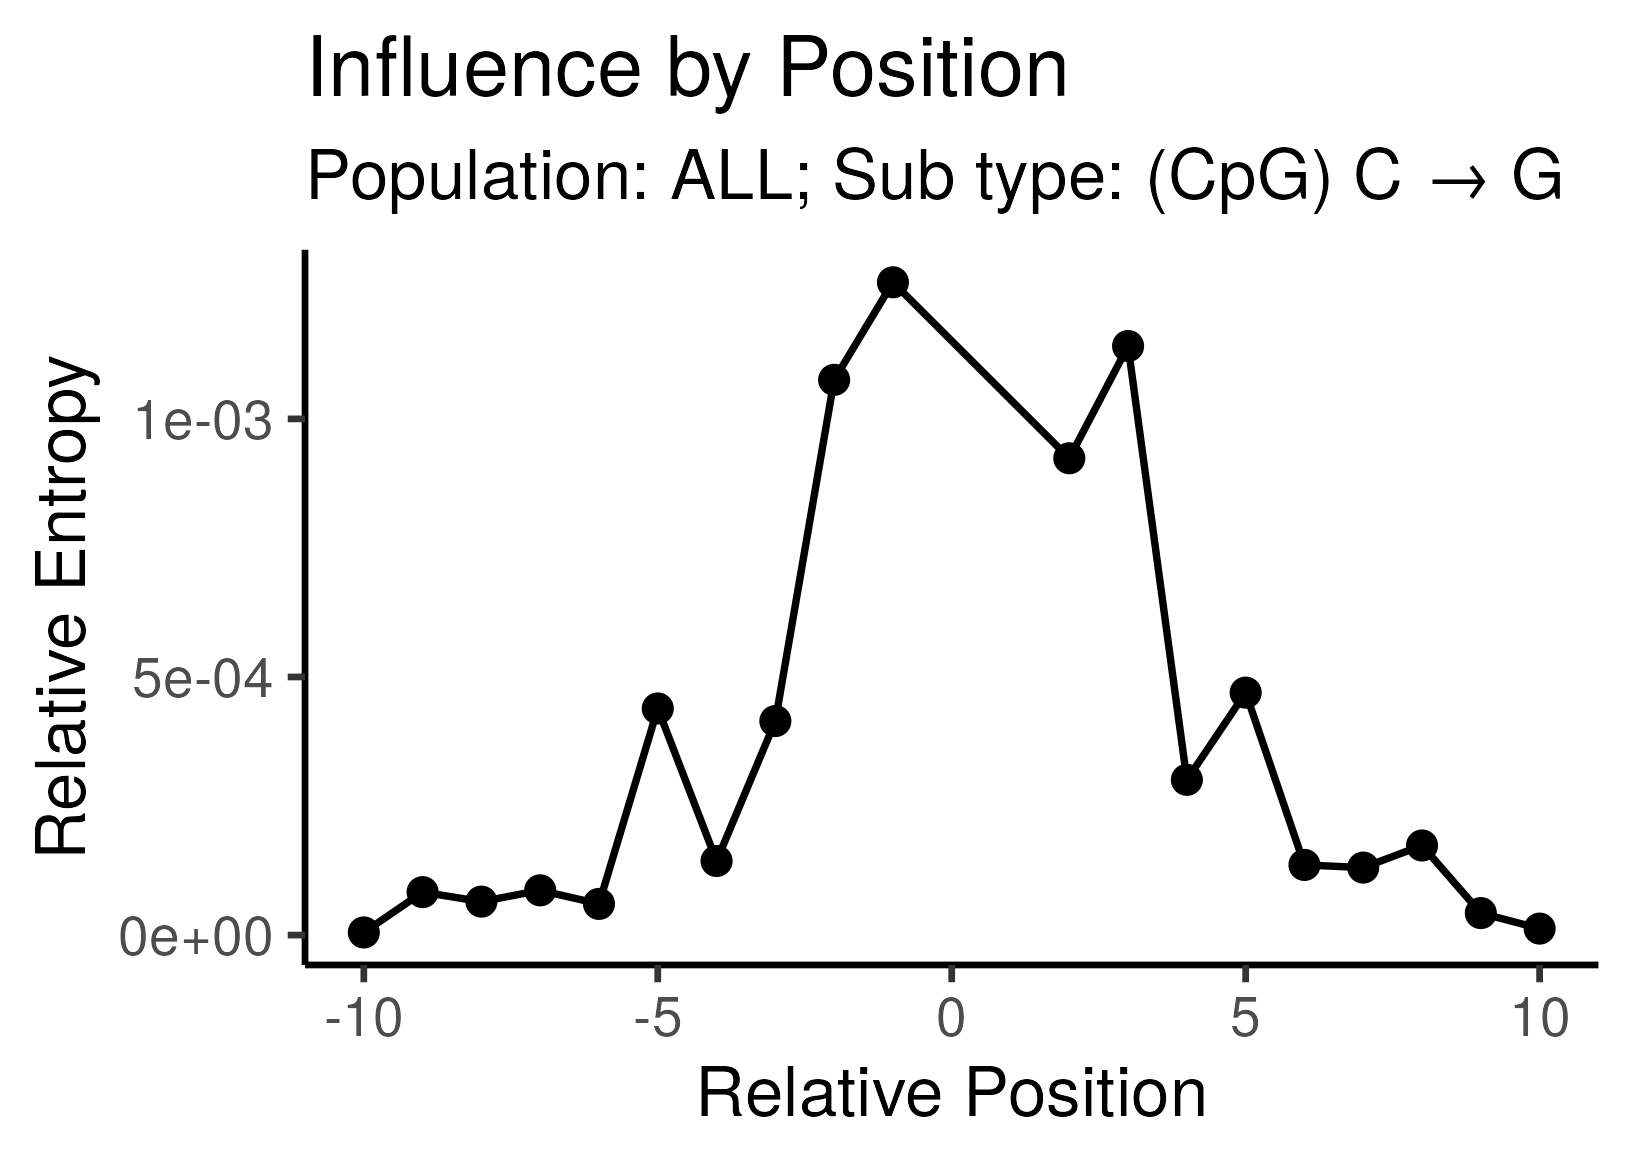 Influence by Position
Population: ALL; Sub type: (CpG) C → G
Relative Entropy
1e-03
5e-04
0e+00
-10 -5 0 5 10
Relative Position